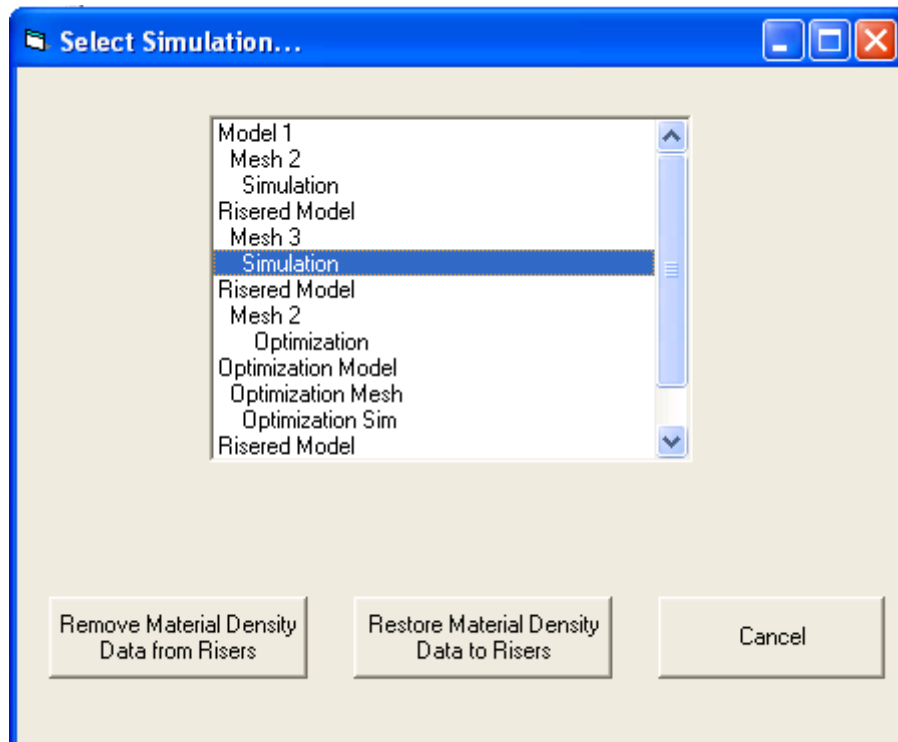 Select Simulation...
Model 1
Mesh 2
Simulation
Risered Model
Mesh 3
Simulation
Risered Model
Mesh 2
Optimization
Optimization Model
Optimization Mesh
Optimization Sim
Risered Model
Remove Material Density
Data from Risers
Restore Material Density
Data to Risers
Cancel